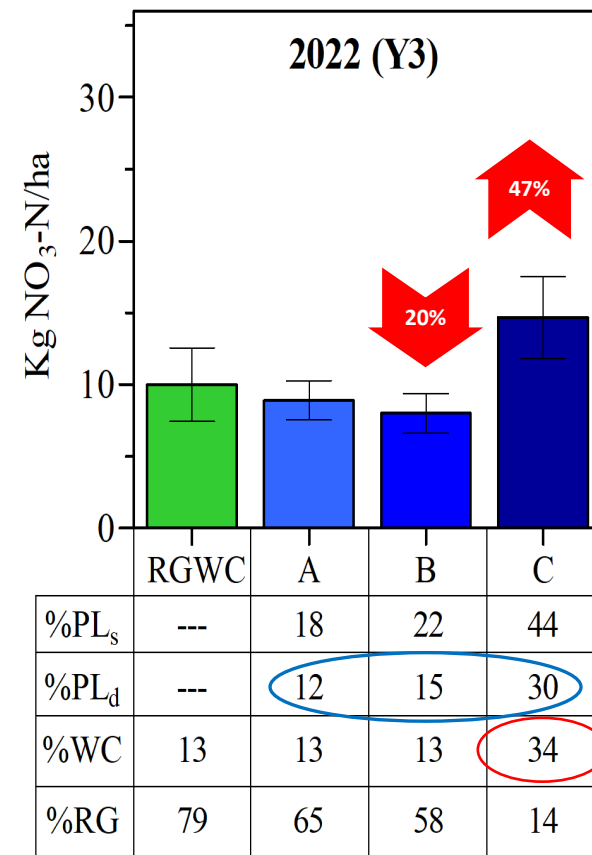 2022 (Y3)
Kg NO₃-N/ha
30
20
10
0
47%
20%
RGWC A B C
%PLₛ --- 18 22 44
%PL_d --- 12 15 30
%WC 13 13 13 34
%RG 79 65 58 14